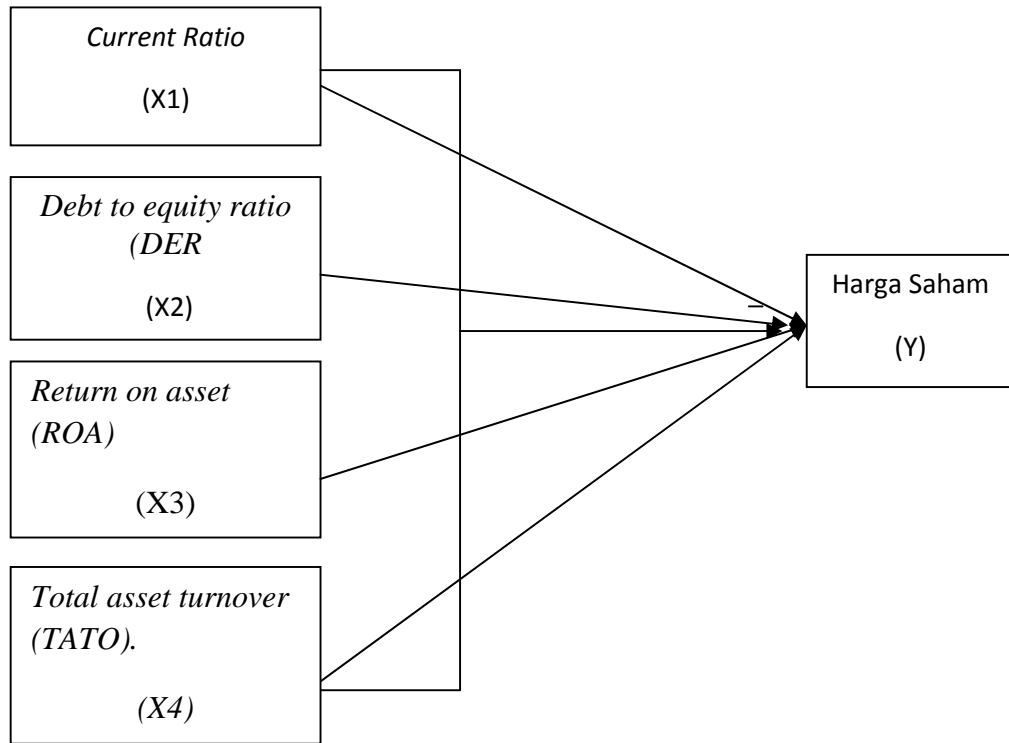 Current Ratio
(X1)
Debt to equity ratio
(DER
(X2)
Return on asset
(ROA)
(X3)
Total asset turnover
(TATO).
(X4)
–
Harga Saham
(Y)